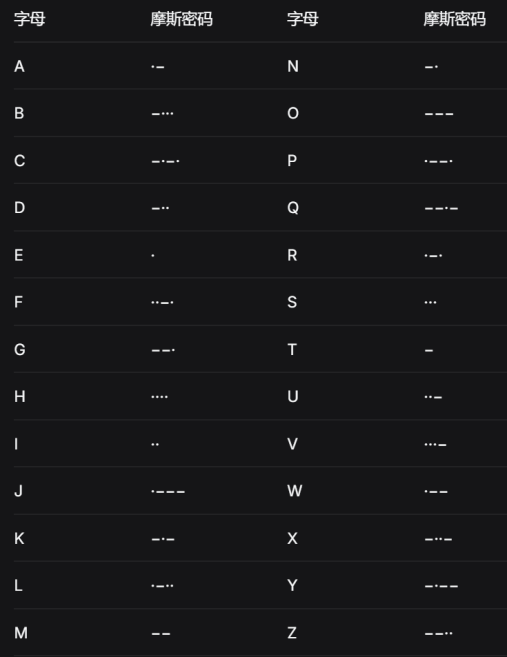 字母 摩斯密码 字母 摩斯密码
A ·− N −·
B −··· O −−−
C −·−· P ·−−·
D −·· Q −−·−
E · R ·−·
F ··−· S ···
G −−· T −
H ···· U ··−
I ·· V ···−
J ·−−− W ·−−
K −·− X −··−
L ·−·· Y −·−−
M −− Z −−··